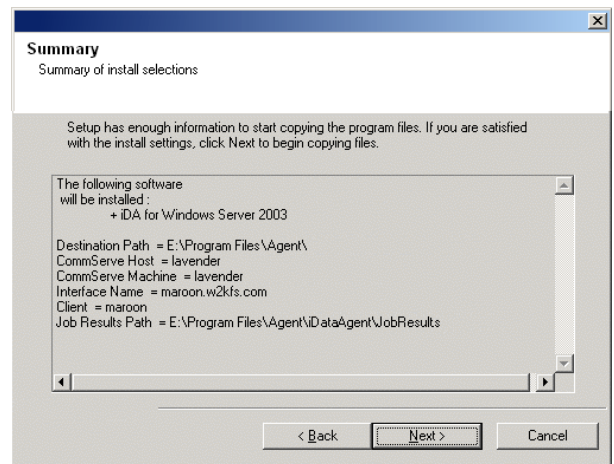 Summary
Summary of install selections
Setup has enough information to start copying the program files. If you are satisfied
with the install settings, click Next to begin copying files.
The following software
will be installed :
+ iDA for Windows Server 2003
Destination Path = E:\Program Files\Agent\
CommServe Host = lavender
CommServe Machine = lavender
Interface Name = maroon.w2kfs.com
Client = maroon
Job Results Path = E:\Program Files\Agent\iDataAgent\JobResults
< Back
Next >
Cancel